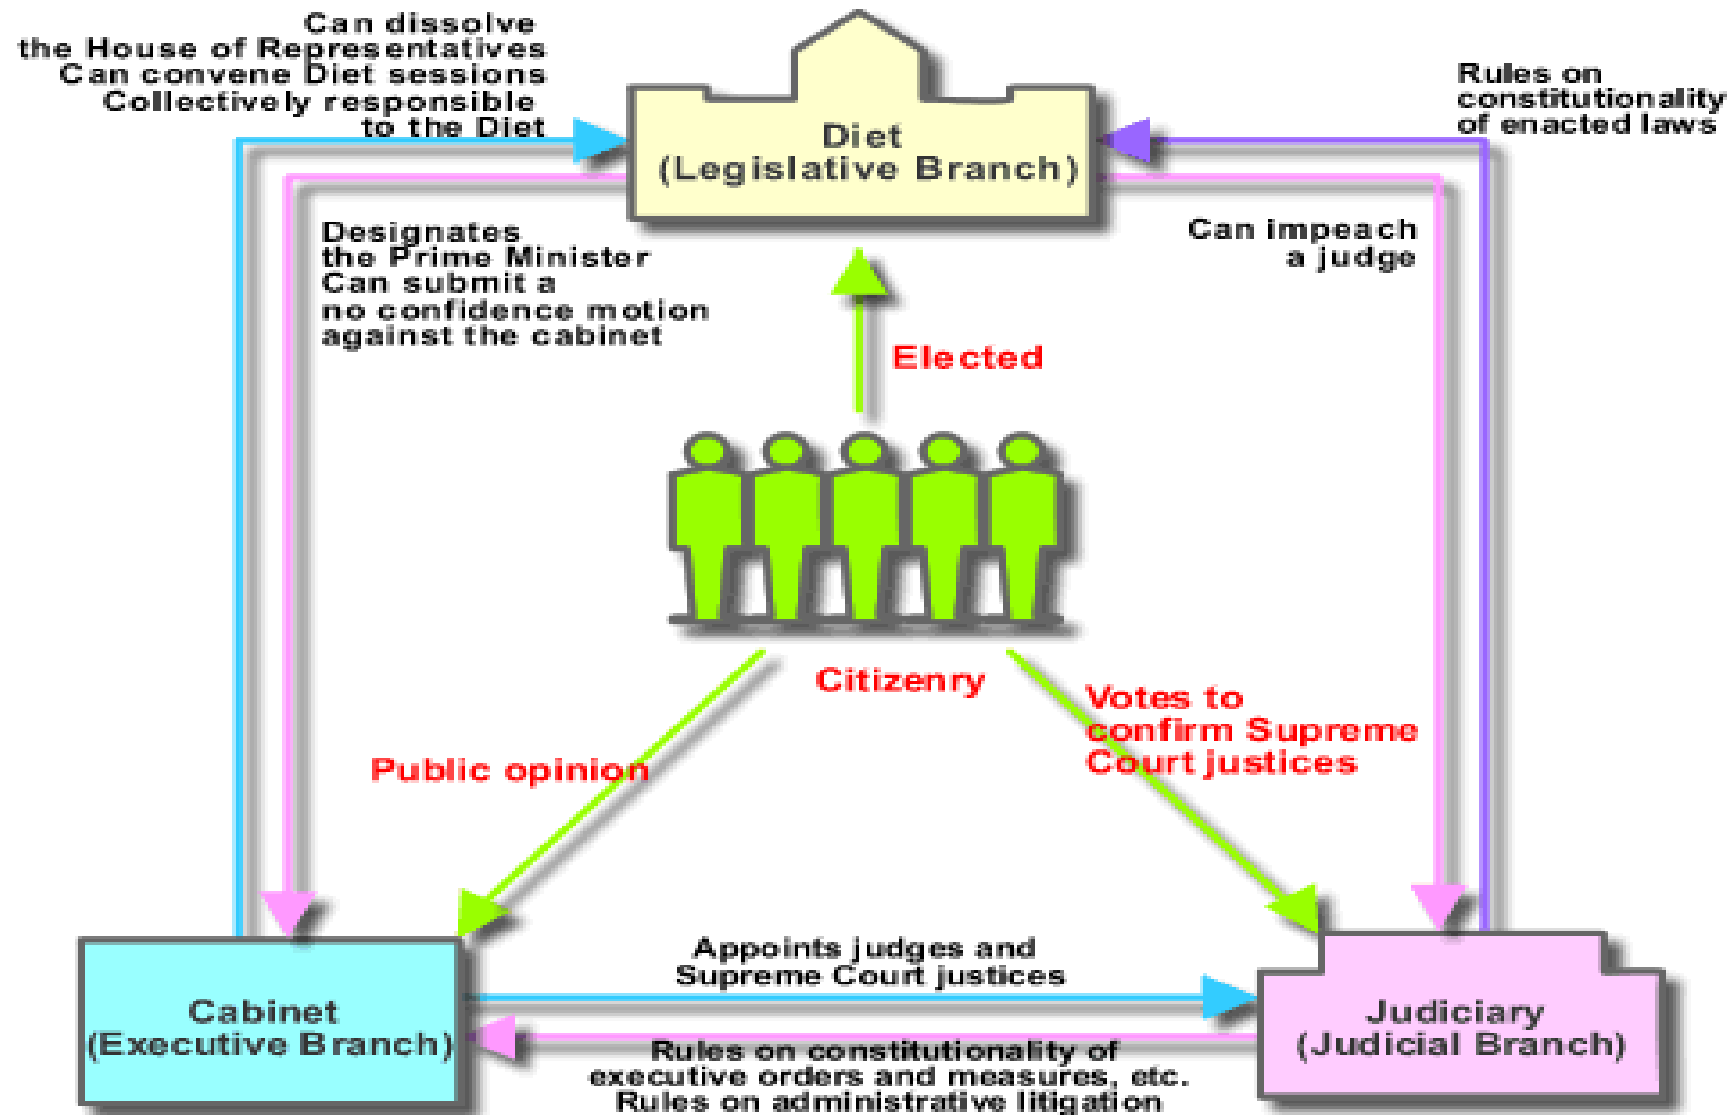 Can dissolve
the House of Representatives
Can convene Diet sessions
Collectively responsible
to the Diet
Rules on
constitutionality
of enacted laws
Diet
(Legislative Branch)
Designates
the Prime Minister
Can submit a
no confidence motion
against the cabinet
Can impeach
a judge
Elected
Citizenry
Public opinion
Votes to
confirm Supreme
Court justices
Appoints judges and
Supreme Court justices
Cabinet
(Executive Branch)
Judiciary
(Judicial Branch)
Rules on constitutionality of
executive orders and measures, etc.
Rules on administrative litigation